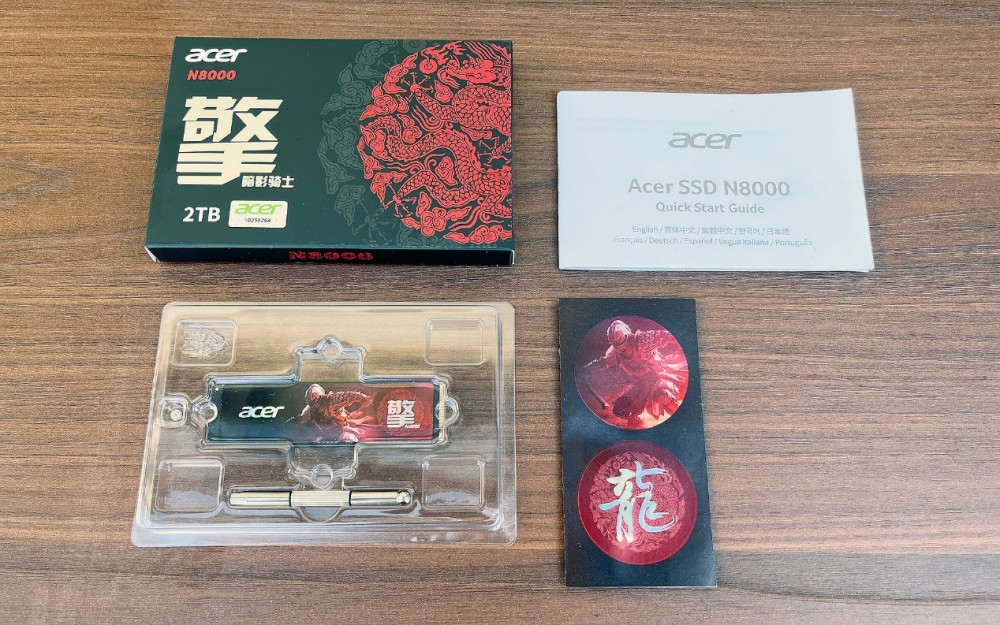 acer
N8000
擎
暗影骑士
2TB
acer
N8000
acer
Acer SSD N8000
Quick Start Guide
English / 简体中文 / 繁體中文 / 한국어 / 日本語
Français / Deutsch / Español / lingua italiana / Português
acer
擎
N8000
龍